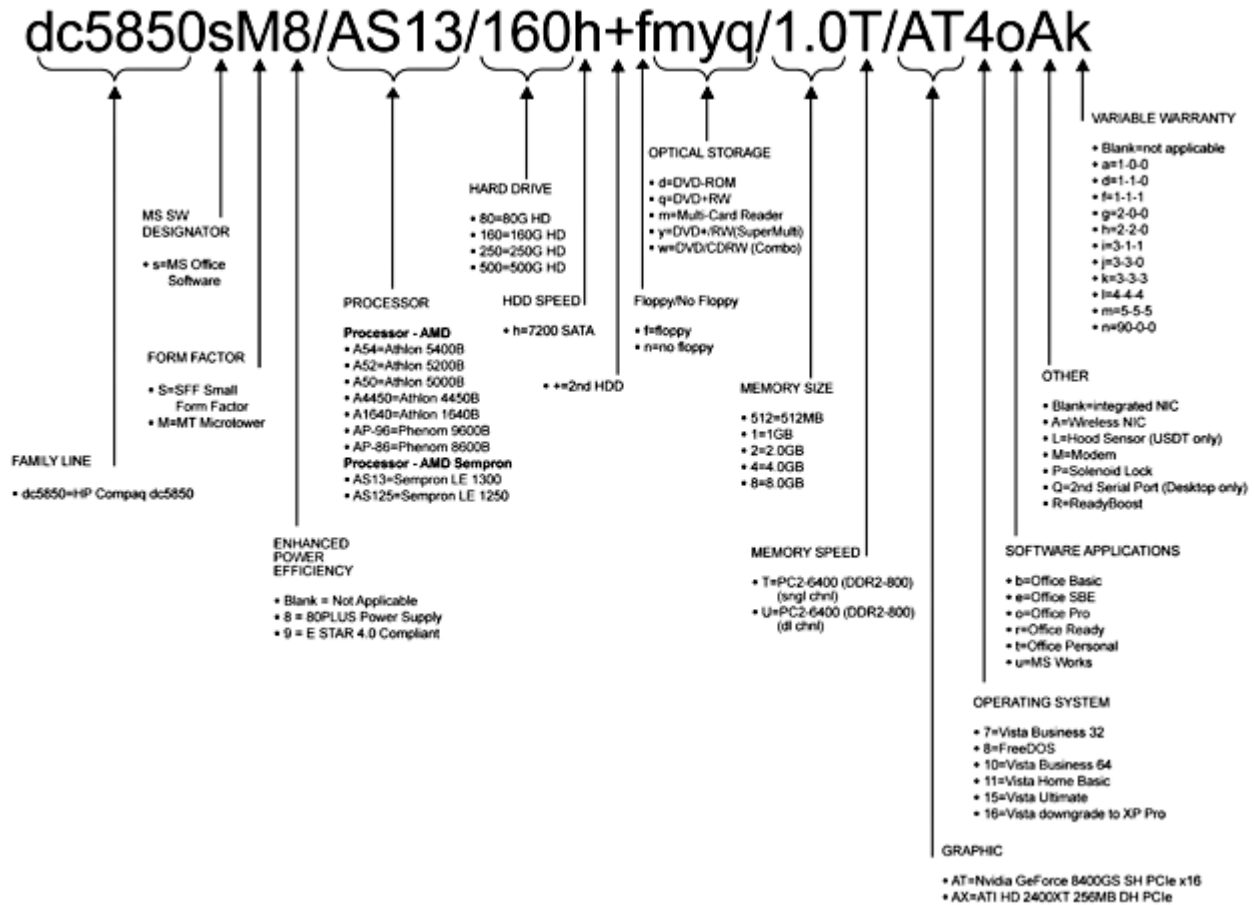 dc5850sM8/AS13/160h+fmyq/1.0T/AT4oAk
FAMILY LINE
• dc5850=HP Compaq dc5850
MS SW
DESIGNATOR
• s=MS Office
Software
FORM FACTOR
• S=SFF Small
Form Factor
• M=MT Microtower
ENHANCED
POWER
EFFICIENCY
• Blank = Not Applicable
• 8 = 80PLUS Power Supply
• 9 = E STAR 4.0 Compliant
PROCESSOR
Processor - AMD
• A54=Athlon 5400B
• A52=Athlon 5200B
• A50=Athlon 5000B
• A4450=Athlon 4450B
• A1640=Athlon 1640B
• AP-96=Phenom 9600B
• AP-86=Phenom 8600B
Processor - AMD Sempron
• AS13=Sempron LE 1300
• AS125=Sempron LE 1250
HARD DRIVE
• 80=80G HD
• 160=160G HD
• 250=250G HD
• 500=500G HD
HDD SPEED
• h=7200 SATA
• +=2nd HDD
Floppy/No Floppy
• f=floppy
• n=no floppy
OPTICAL STORAGE
• d=DVD-ROM
• q=DVD+RW
• m=Multi-Card Reader
• y=DVD+/RW(SuperMulti)
• w=DVD/CDRW (Combo)
MEMORY SIZE
• 512=512MB
• 1=1GB
• 2=2.0GB
• 4=4.0GB
• 8=8.0GB
MEMORY SPEED
• T=PC2-6400 (DDR2-800)
(sngl chnl)
• U=PC2-6400 (DDR2-800)
(dl chnl)
GRAPHIC
• AT=Nvidia GeForce 8400GS SH PCIe x16
• AX=ATI HD 2400XT 256MB DH PCIe
OPERATING SYSTEM
• 7=Vista Business 32
• 8=FreeDOS
• 10=Vista Business 64
• 11=Vista Home Basic
• 15=Vista Ultimate
• 16=Vista downgrade to XP Pro
SOFTWARE APPLICATIONS
• b=Office Basic
• e=Office SBE
• o=Office Pro
• r=Office Ready
• t=Office Personal
• u=MS Works
OTHER
• Blank=integrated NIC
• A=Wireless NIC
• L=Hood Sensor (USDT only)
• M=Modem
• P=Solenoid Lock
• Q=2nd Serial Port (Desktop only)
• R=ReadyBoost
VARIABLE WARRANTY
• Blank=not applicable
• a=1-0-0
• d=1-1-0
• f=1-1-1
• g=2-0-0
• h=2-2-0
• i=3-1-1
• j=3-3-0
• k=3-3-3
• l=4-4-4
• m=5-5-5
• n=90-0-0